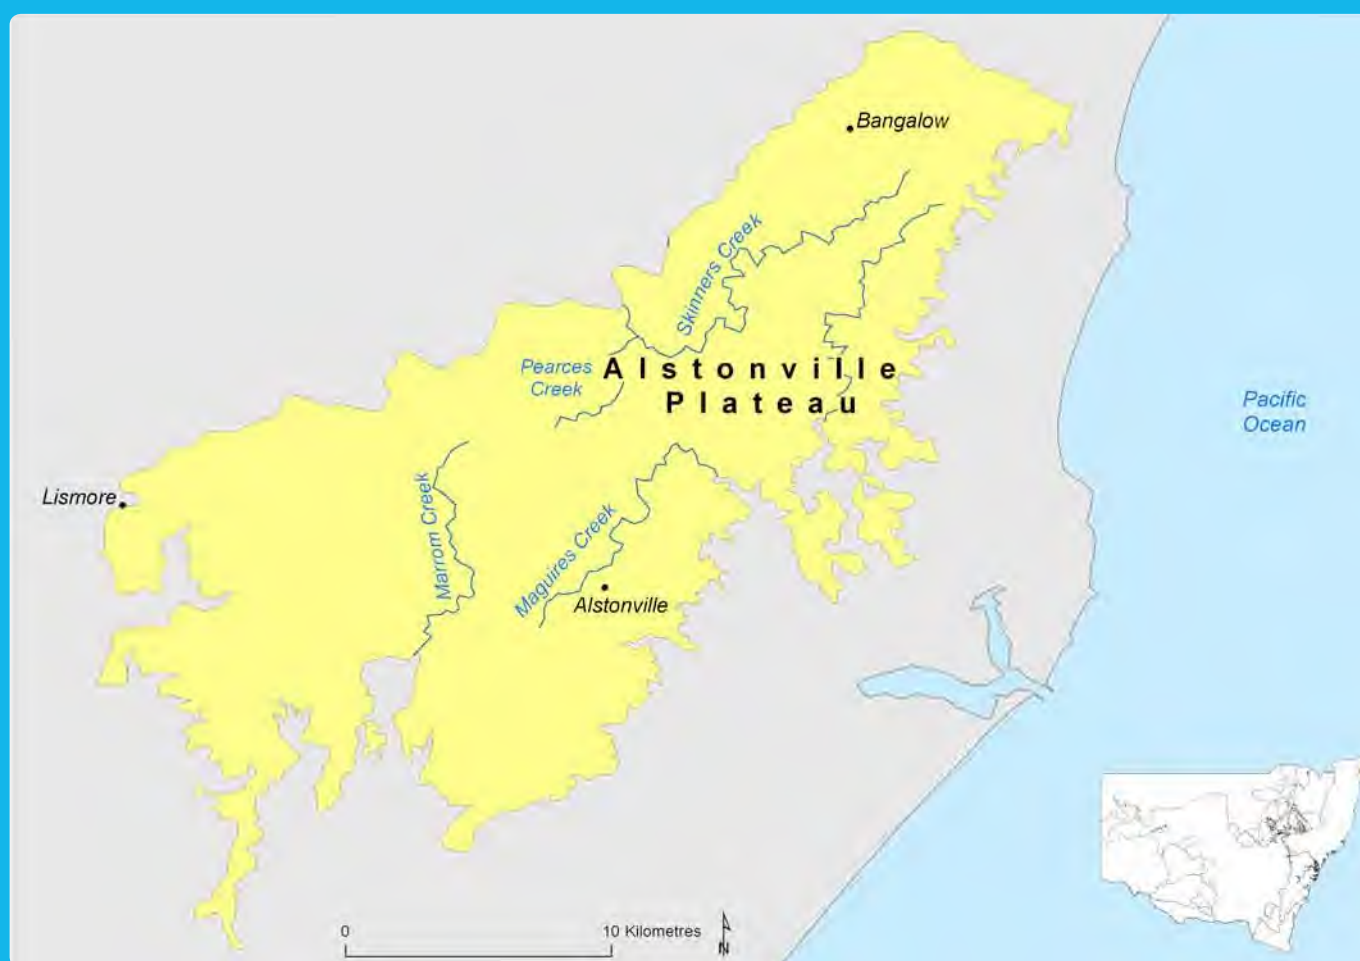 Bangalow
Skinners Creek
Pearces
Creek
Alstonville
Plateau
Pacific
Ocean
Lismore
Marrom Creek
Maguires Creek
Alstonville
0
10 Kilometres
N